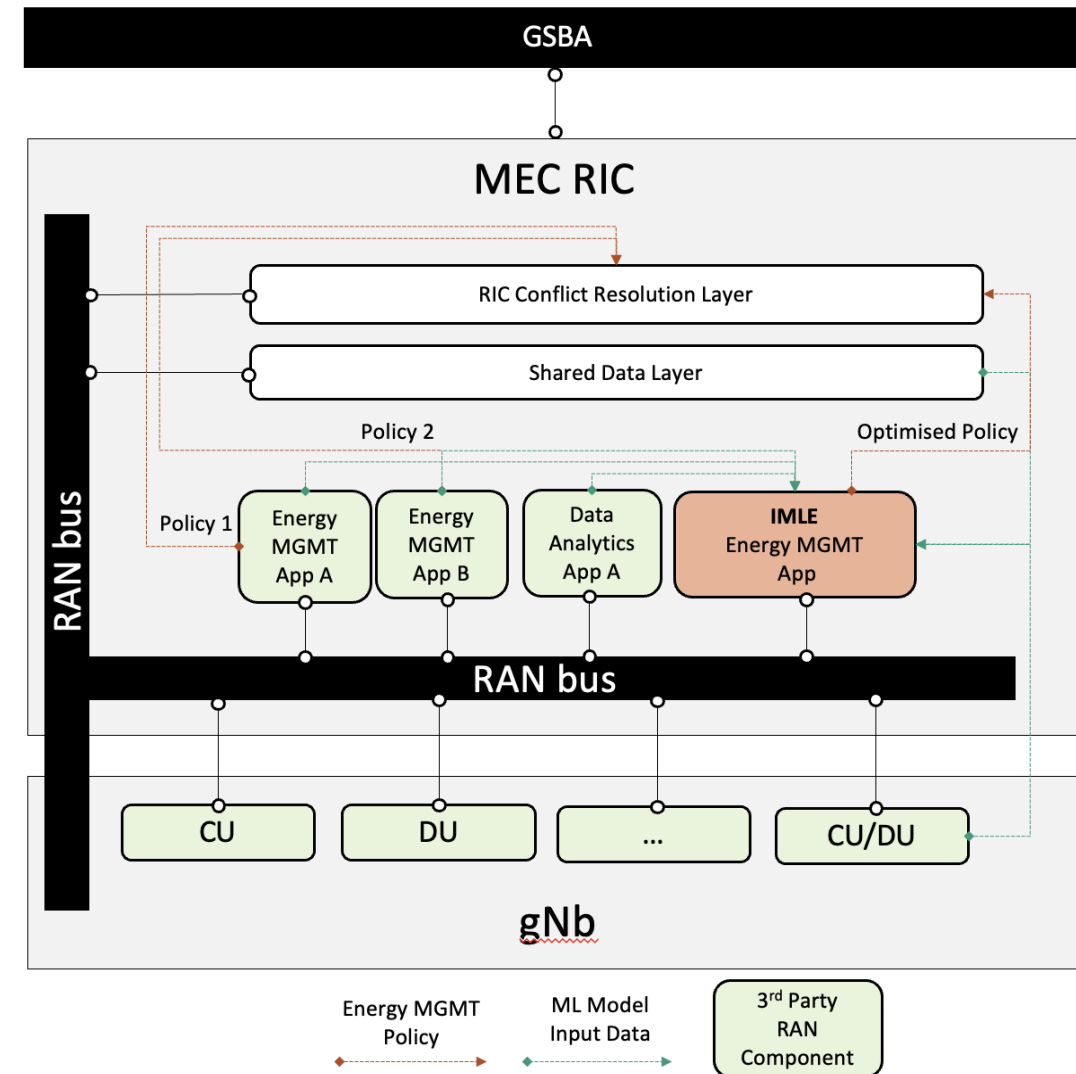 GSBA
MEC RIC
RIC Conflict Resolution Layer
Shared Data Layer
Policy 2
Optimised Policy
Policy 1
Energy
MGMT
App A
Energy
MGMT
App B
Data
Analytics
App A
IMLE
Energy MGMT
App
RAN bus
RAN bus
CU
DU
...
CU/DU
gNb
Energy MGMT
Policy
ML Model
Input Data
3rd Party
RAN
Component